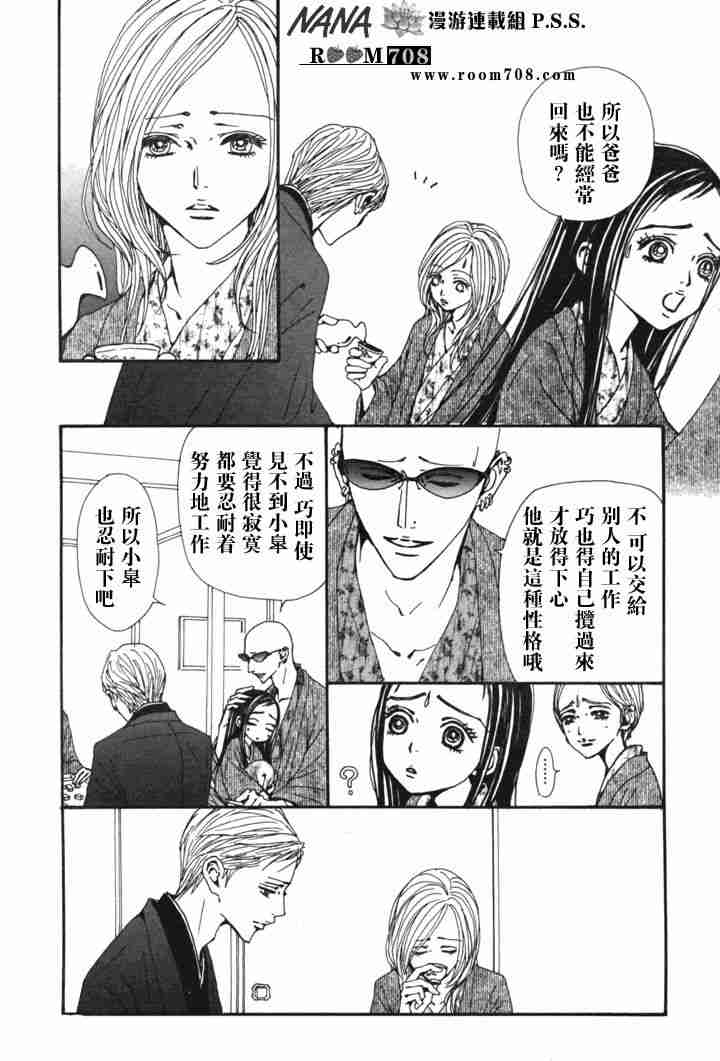 NANA 漫游連載組 P.S.S.
ROOM 708
www.room708.com
所以爸爸
也不能經常
回來嗎？
不 可以交給
別人的工作
巧也得自己攬過來
才放得下心
他就是這種性格哦
不過 巧即使
見不到小皐
覺得很寂寞
都要忍耐着
努力地工作
所以小皐
也忍耐下吧
……
？